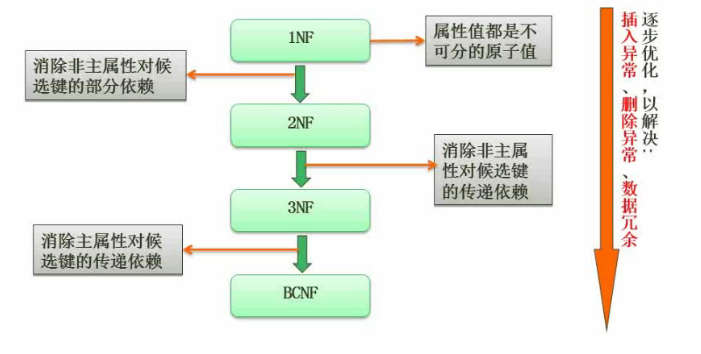 1NF
属性值都是不
可分的原子值
消除非主属性对候
选键的部分依赖
2NF
消除非主属
性对候选键
的传递依赖
3NF
消除主属性对候
选键的传递依赖
BCNF
逐步优化,以解决:
插入异常、删除异常、数据冗余